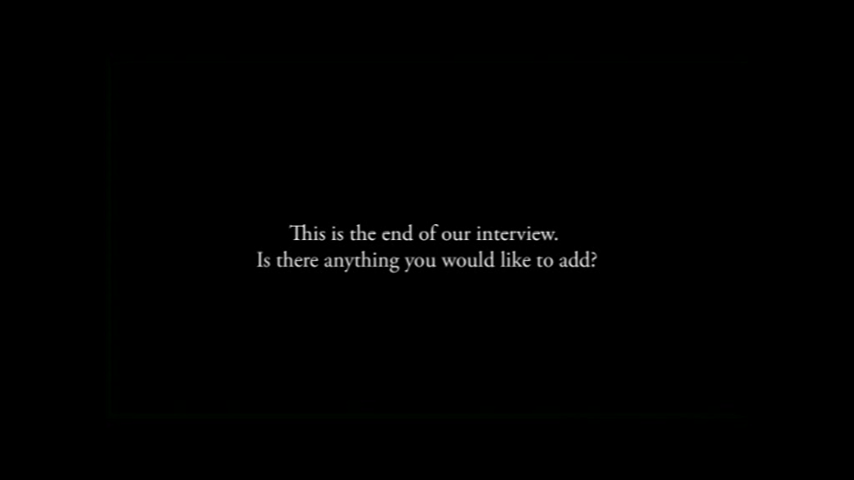 This is the end of our interview.
Is there anything you would like to add?